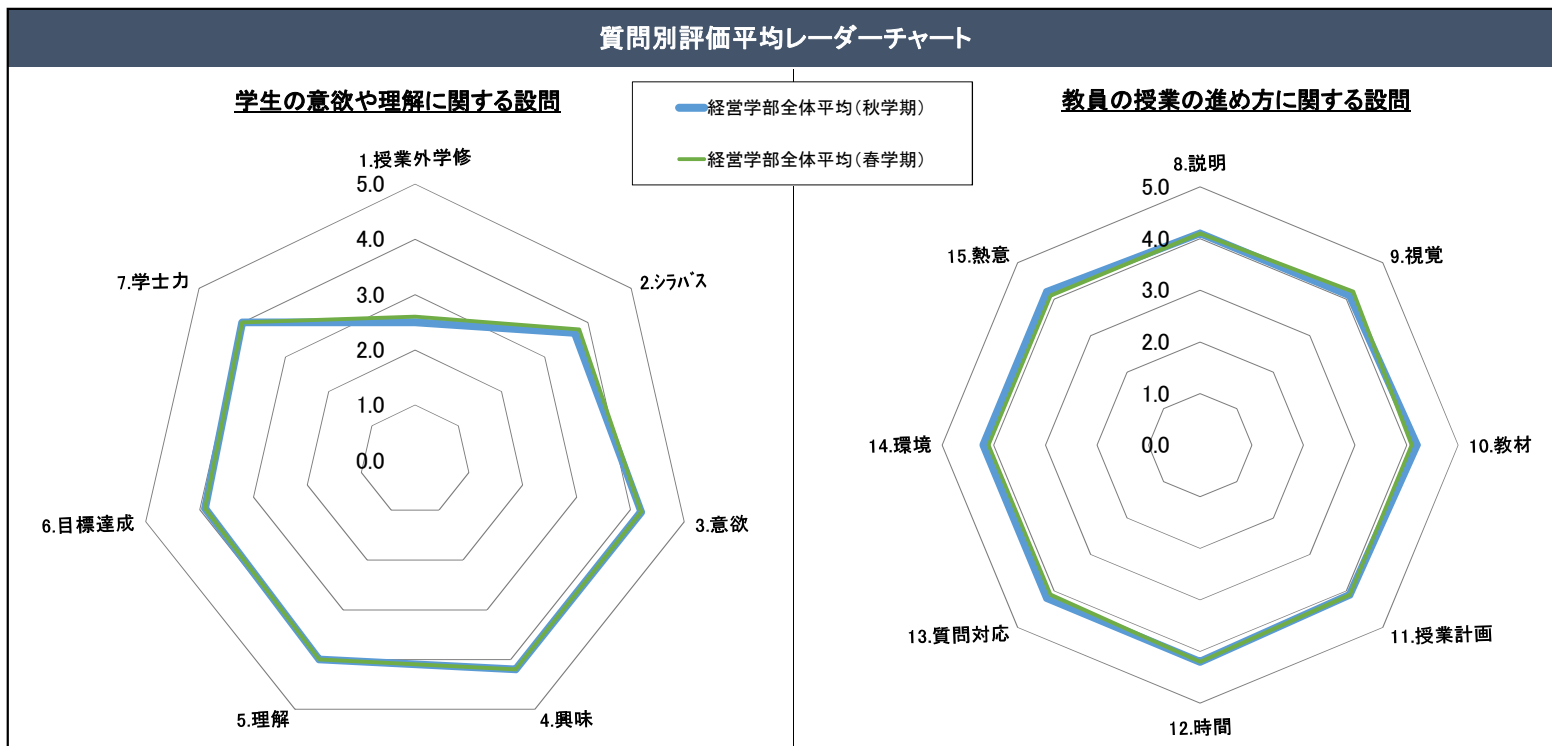 質問別評価平均レーダーチャート
学生の意欲や理解に関する設問
経営学部全体平均(秋学期)
経営学部全体平均(春学期)
教員の授業の進め方に関する設問
1.授業外学修
2.シラバス
3.意欲
4.興味
5.理解
6.目標達成
7.学士力
5.0
4.0
3.0
2.0
1.0
0.0
8.説明
9.視覚
10.教材
11.授業計画
12.時間
13.質問対応
14.環境
15.熱意
5.0
4.0
3.0
2.0
1.0
0.0